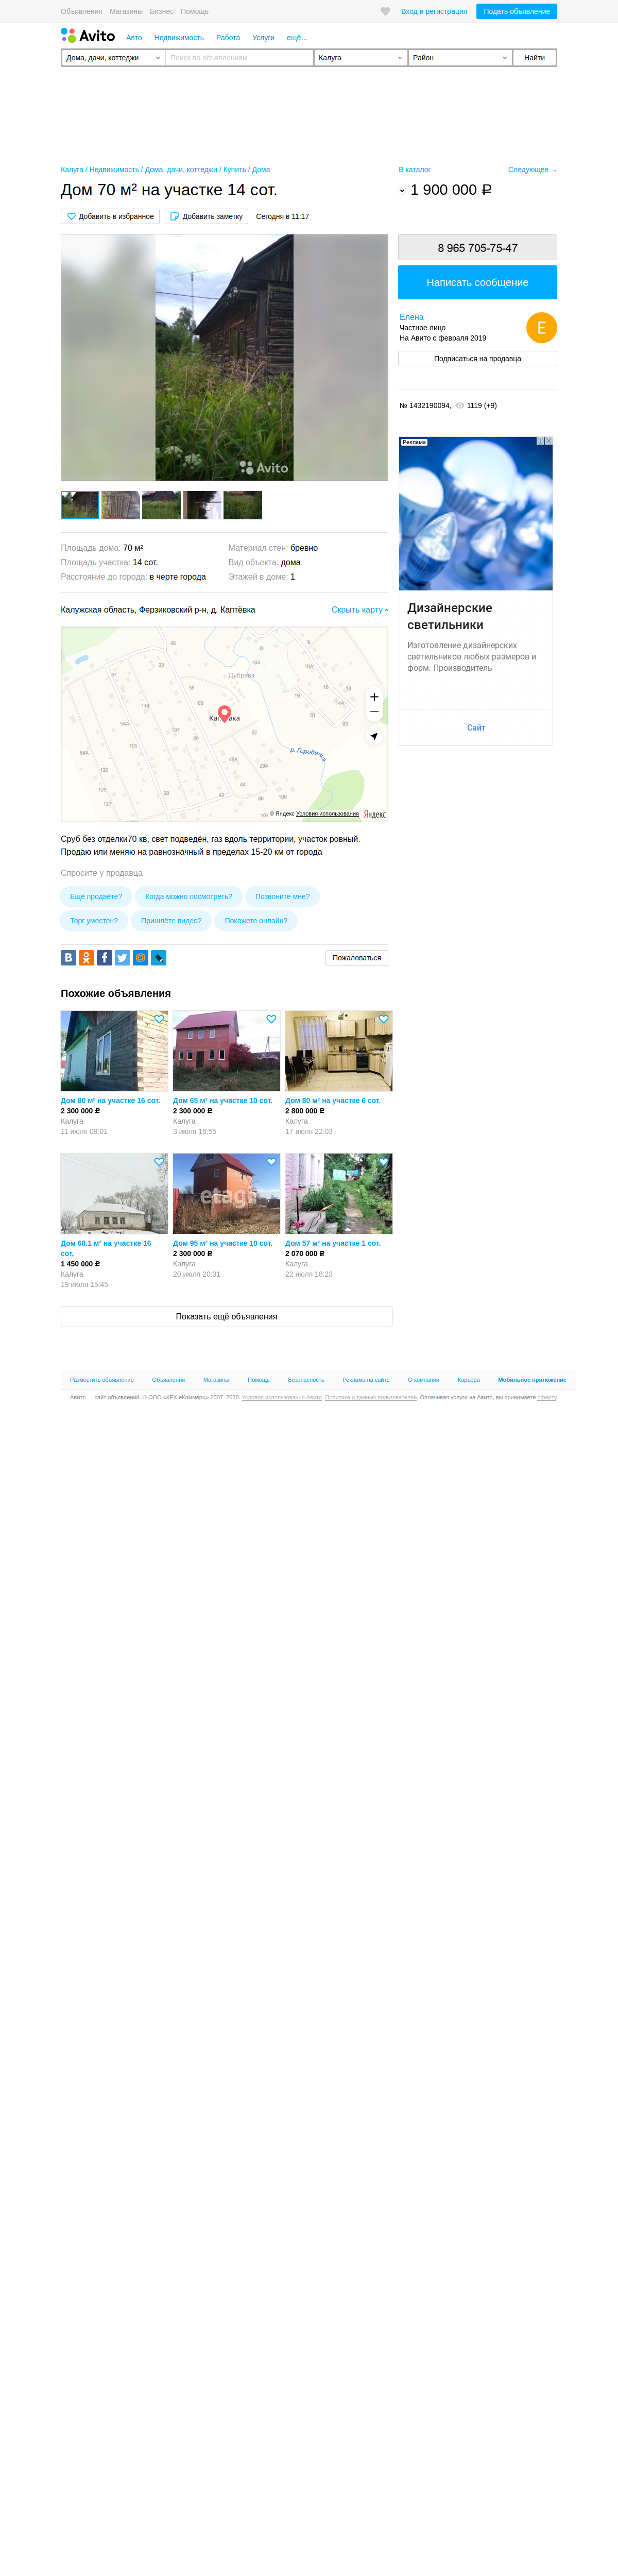 Объявления Магазины Бизнес Помощь
Вход и регистрация Подать объявление
Avito Авто Недвижимость Работа Услуги ещё...
Дома, дачи, коттеджи Поиск по объявлениям Калуга Район Найти
Калуга / Недвижимость / Дома, дачи, коттеджи / Купить / Дома
В каталог Следующее →
Дом 70 м² на участке 14 сот.
1 900 000 ₽
Добавить в избранное Добавить заметку Сегодня в 11:17
8 965 705-75-47
Написать сообщение
Елена
Частное лицо
На Авито с февраля 2019
Е
Подписаться на продавца
№ 1432190094, 1119 (+9)
Avito
Реклама
Дизайнерские
светильники
Изготовление дизайнерских
светильников любых размеров и
форм. Производитель
Сайт
Площадь дома: 70 м²
Материал стен: бревно
Площадь участка: 14 сот.
Вид объекта: дома
Расстояние до города: в черте города
Этажей в доме: 1
Калужская область, Ферзиковский р-н, д. Каптёвка
Скрыть карту
Дубрава
р. Городенка
© Яндекс Условия использования Яндекс
Сруб без отделки70 кв, свет подведён, газ вдоль территории, участок ровный.
Продаю или меняю на равнозначный в пределах 15-20 км от города
Спросите у продавца
Ещё продаёте? Когда можно посмотреть? Позвоните мне?
Торг уместен? Пришлёте видео? Покажете онлайн?
Пожаловаться
Похожие объявления
Дом 80 м² на участке 16 сот.
2 300 000 ₽
Калуга
11 июля 09:01
Дом 65 м² на участке 10 сот.
2 300 000 ₽
Калуга
3 июля 16:55
Дом 80 м² на участке 6 сот.
2 800 000 ₽
Калуга
17 июля 22:03
Дом 68.1 м² на участке 16
сот.
1 450 000 ₽
Калуга
19 июля 15:45
etagi
Дом 95 м² на участке 10 сот.
2 300 000 ₽
Калуга
20 июля 20:31
Дом 57 м² на участке 1 сот.
2 070 000 ₽
Калуга
22 июля 18:23
Показать ещё объявления
Разместить объявление Объявления Магазины Помощь Безопасность Реклама на сайте О компании Карьера Мобильное приложение
Авито — сайт объявлений. © ООО «КЕХ еКоммерц» 2007–2020. Условия использования Авито. Политика о данных пользователей. Оплачивая услуги на Авито, вы принимаете оферту.